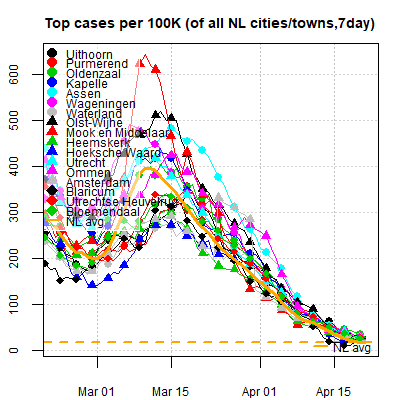 Top cases per 100K (of all NL cities/towns,7day)
Uithoorn
Purmerend
Oldenzaal
Kapelle
Assen
Wageningen
Waterland
Olst-Wijhe
Mook en Middelaar
Heemskerk
Hoeksche Waard
Utrecht
Ommen
Amsterdam
Blaricum
Utrechtse Heuvelrug
Bloemendaal
NL avg
600
500
400
300
200
100
0
NL avg
Mar 01
Mar 15
Apr 01
Apr 15